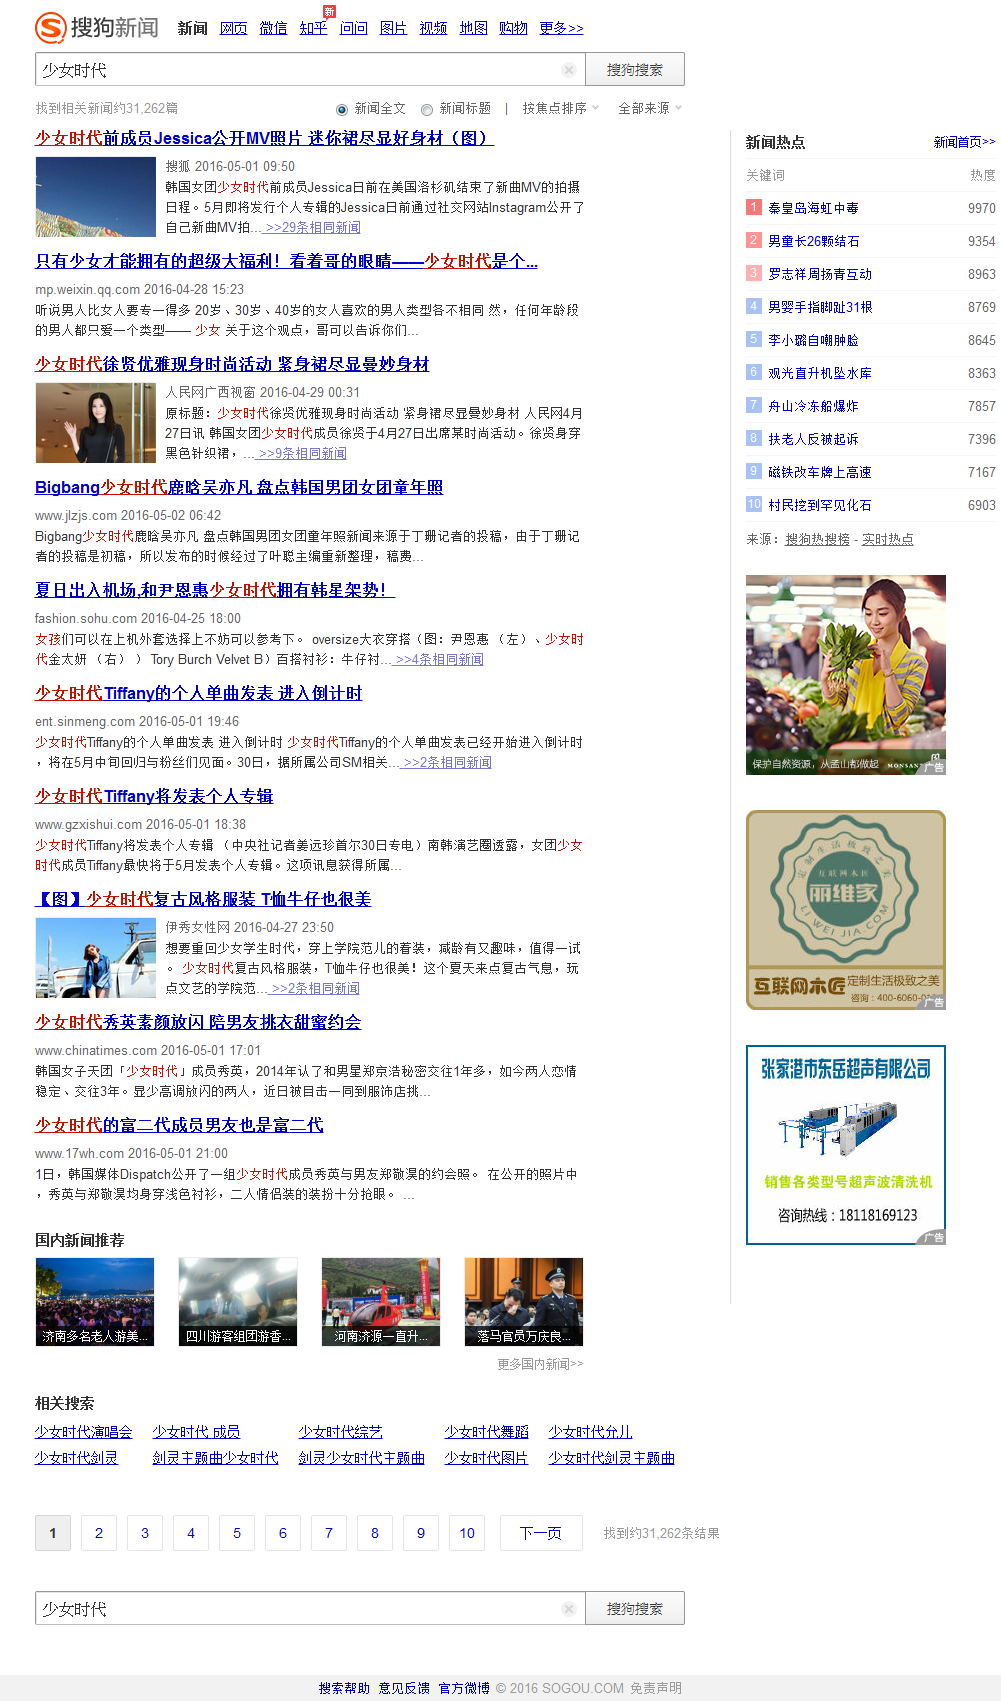 搜狗新闻 新闻 网页 微信 知乎 新 问问 图片 视频 地图 购物 更多>>
少女时代 搜狗搜索
找到相关新闻约31,262篇 新闻全文 新闻标题 | 按焦点排序 全部来源
少女时代前成员Jessica公开MV照片 迷你裙尽显好身材（图）
搜狐 2016-05-01 09:50
韩国女团少女时代前成员Jessica日前在美国洛杉矶结束了新曲MV的拍摄
日程。5月即将发行个人专辑的Jessica日前通过社交网站Instagram公开了
自己新曲MV拍... >>29条相同新闻
只有少女才能拥有的超级大福利！看着哥的眼睛——少女时代是个...
mp.weixin.qq.com 2016-04-28 15:23
听说男人比女人要专一得多 20岁、30岁、40岁的女人喜欢的男人类型各不相同 然，任何年龄段
的男人都只爱一个类型—— 少女 关于这个观点，哥可以告诉你们...
少女时代徐贤优雅现身时尚活动 紧身裙尽显曼妙身材
人民网广西视窗 2016-04-29 00:31
原标题：少女时代徐贤优雅现身时尚活动 紧身裙尽显曼妙身材 人民网4月
27日讯 韩国女团少女时代成员徐贤于4月27日出席某时尚活动。徐贤身穿
黑色针织裙，... >>9条相同新闻
Bigbang少女时代鹿晗吴亦凡 盘点韩国男团女团童年照
www.jlzjs.com 2016-05-02 06:42
Bigbang少女时代鹿晗吴亦凡 盘点韩国男团女团童年照新闻来源于丁珊记者的投稿，由于丁珊记
者的投稿是初稿，所以发布的时候经过了叶聪主编重新整理，稿费...
夏日出入机场,和尹恩惠少女时代拥有韩星架势！
fashion.sohu.com 2016-04-25 18:00
女孩们可以在上机外套选择上不妨可以参考下。 oversize大衣穿搭（图：尹恩惠 （左）、少女时
代金太妍 （右） ） Tory Burch Velvet B）百搭衬衫：牛仔衬... >>4条相同新闻
少女时代Tiffany的个人单曲发表 进入倒计时
ent.sinmeng.com 2016-05-01 19:46
少女时代Tiffany的个人单曲发表 进入倒计时 少女时代Tiffany的个人单曲发表已经开始进入倒计时
，将在5月中旬回归与粉丝们见面。30日，据所属公司SM相关... >>2条相同新闻
少女时代Tiffany将发表个人专辑
www.gzxishui.com 2016-05-01 18:38
少女时代Tiffany将发表个人专辑 （中央社记者姜远珍首尔30日专电）南韩演艺圈透露，女团少女
时代成员Tiffany最快将于5月发表个人专辑。这项讯息获得所属...
【图】少女时代复古风格服装 T恤牛仔也很美
伊秀女性网 2016-04-27 23:50
想要重回少女学生时代，穿上学院范儿的着装，减龄有又趣味，值得一试
。 少女时代复古风格服装，T恤牛仔也很美！这个夏天来点复古气息，玩
点文艺的学院范... >>2条相同新闻
少女时代秀英素颜放闪 陪男友挑衣甜蜜约会
www.chinatimes.com 2016-05-01 17:01
韩国女子天团「少女时代」成员秀英，2014年认了和男星郑京浩秘密交往1年多，如今两人恋情
稳定、交往3年。显少高调放闪的两人，近日被目击一同到服饰店挑...
少女时代的富二代成员男友也是富二代
www.17wh.com 2016-05-01 21:00
1日，韩国媒体Dispatch公开了一组少女时代成员秀英与男友郑敬淏的约会照。 在公开的照片中
，秀英与郑敬淏均身穿浅色衬衫，二人情侣装的装扮十分抢眼。 ...
国内新闻推荐
济南多名老人游美... 四川游客组团游香... 河南济源一直升... 落马官员万庆良...
更多国内新闻>>
相关搜索
少女时代演唱会 少女时代 成员 少女时代综艺 少女时代舞蹈 少女时代允儿
少女时代剑灵 剑灵主题曲少女时代 剑灵少女时代主题曲 少女时代图片 少女时代剑灵主题曲
1 2 3 4 5 6 7 8 9 10 下一页 找到约31,262条结果
少女时代 搜狗搜索
新闻热点 新闻首页>>
关键词 热度
1 秦皇岛海虹中毒 9970
2 男童长26颗结石 9354
3 罗志祥周扬青互动 8963
4 男婴手指脚趾31根 8769
5 李小璐自嘲肿脸 8645
6 观光直升机坠水库 8363
7 舟山冷冻船爆炸 7857
8 扶老人反被起诉 7396
9 磁铁改车牌上高速 7167
10 村民挖到罕见化石 6903
来源：搜狗热搜榜 - 实时热点
保护自然资源，从孟山都做起 MONSANTO 广告
定制生活极致之美
互联网木匠
丽维家
LI WEI JIA.COM
互联网木匠 定制生活极致之美
咨询：400-6060- 广告
张家港市东岳超声有限公司
销售各类型号超声波清洗机
咨询热线：18118169123
广告
搜索帮助 意见反馈 官方微博 © 2016 SOGOU.COM 免责声明